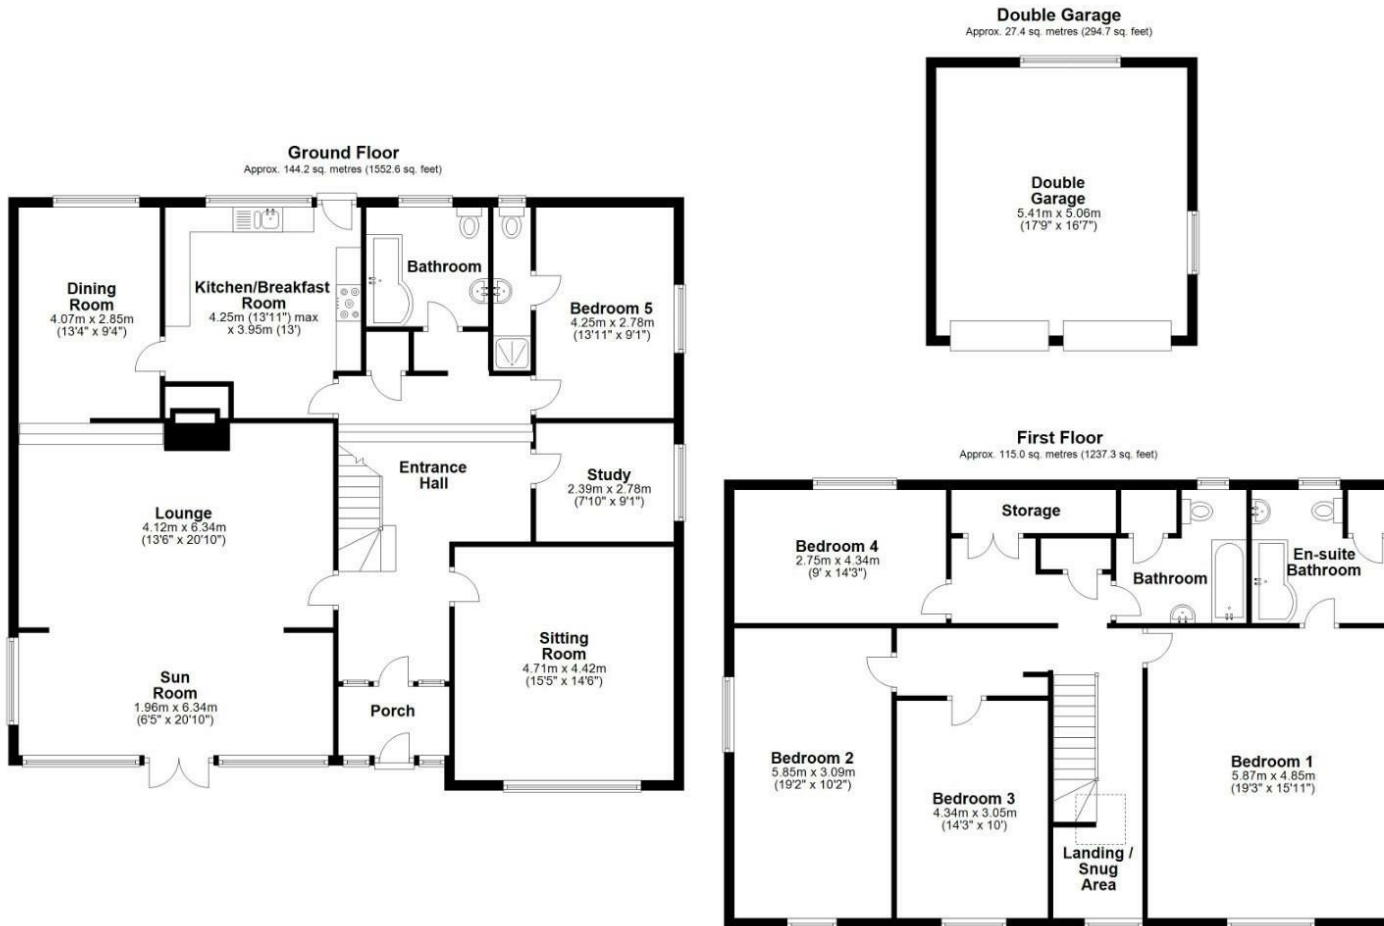 Double Garage
Approx. 27.4 sq. metres (294.7 sq. feet)
Double
Garage
5.41m x 5.06m
(17'9" x 16'7")
Ground Floor
Approx. 144.2 sq. metres (1552.6 sq. feet)
Dining
Room
4.07m x 2.85m
(13'4" x 9'4")
Kitchen/Breakfast
Room
4.25m (13'11") max
x 3.95m (13')
Bathroom
Bedroom 5
4.25m x 2.78m
(13'11" x 9'1")
Entrance
Hall
Study
2.39m x 2.78m
(7'10" x 9'1")
Lounge
4.12m x 6.34m
(13'6" x 20'10")
Sitting
Room
4.71m x 4.42m
(15'5" x 14'6")
Sun
Room
1.96m x 6.34m
(6'5" x 20'10")
Porch
First Floor
Approx. 115.0 sq. metres (1237.3 sq. feet)
Storage
Bedroom 4
2.75m x 4.34m
(9' x 14'3")
Bathroom
En-suite
Bathroom
Bedroom 2
5.85m x 3.09m
(19'2" x 10'2")
Bedroom 3
4.34m x 3.05m
(14'3" x 10')
Bedroom 1
5.87m x 4.85m
(19'3" x 15'11")
Landing /
Snug
Area